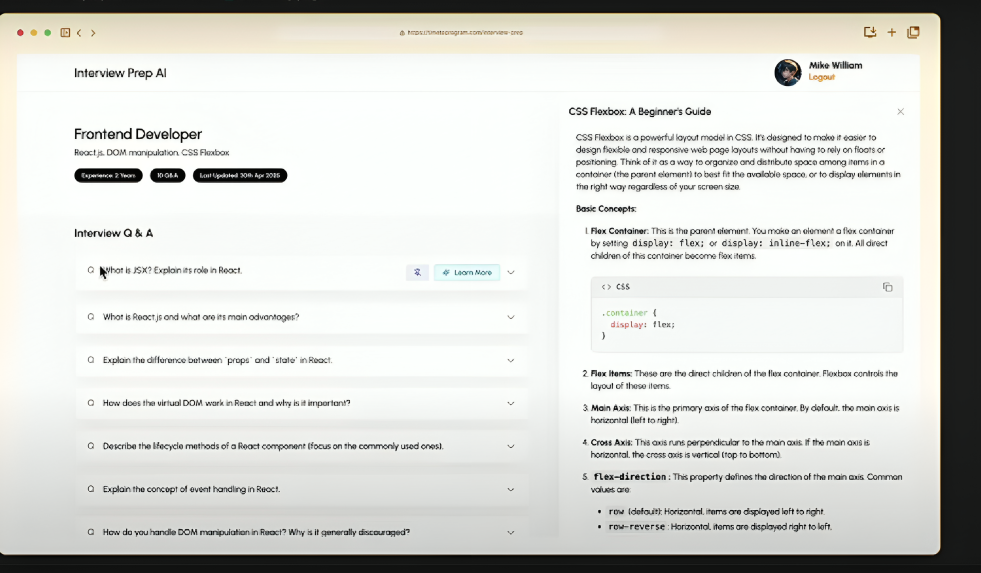 https://timetoprogram.com/interview-prep
Interview Prep AI
Mike William
Logout
Frontend Developer
React.js, DOM manipulation, CSS Flexbox
Experience: 2 Years
10 Q&A
Last Updated: 30th Apr 2025
Interview Q & A
Q What is JSX? Explain its role in React.
Learn More
Q What is React.js and what are its main advantages?
Q Explain the difference between `props` and `state` in React.
Q How does the virtual DOM work in React and why is it important?
Q Describe the lifecycle methods of a React component (focus on the commonly used ones).
Q Explain the concept of event handling in React.
Q How do you handle DOM manipulation in React? Why is it generally discouraged?
CSS Flexbox: A Beginner's Guide
CSS Flexbox is a powerful layout model in CSS. It's designed to make it easier to
design flexible and responsive web page layouts without having to rely on floats or
positioning. Think of it as a way to organize and distribute space among items in a
container (the parent element) to best fit the available space, or to display elements in
the right way regardless of your screen size.
Basic Concepts:
1. Flex Container: This is the parent element. You make an element a flex container
by setting display: flex; or display: inline-flex; on it. All direct
children of this container become flex items.
<> CSS
.container {
display: flex;
}
2. Flex Items: These are the direct children of the flex container. Flexbox controls the
layout of these items.
3. Main Axis: This is the primary axis of the flex container. By default, the main axis is
horizontal (left to right).
4. Cross Axis: This axis runs perpendicular to the main axis. If the main axis is
horizontal, the cross axis is vertical (top to bottom).
5. flex-direction: This property defines the direction of the main axis. Common
values are:
• row (default): Horizontal, items are displayed left to right.
• row-reverse: Horizontal, items are displayed right to left.